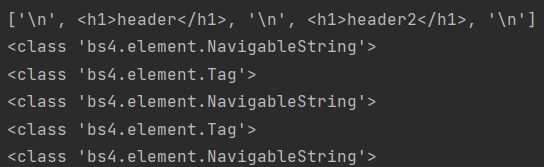 ['\n', <h1>header</h1>, '\n', <h1>header2</h1>, '\n']
<class 'bs4.element.NavigableString'>
<class 'bs4.element.Tag'>
<class 'bs4.element.NavigableString'>
<class 'bs4.element.Tag'>
<class 'bs4.element.NavigableString'>